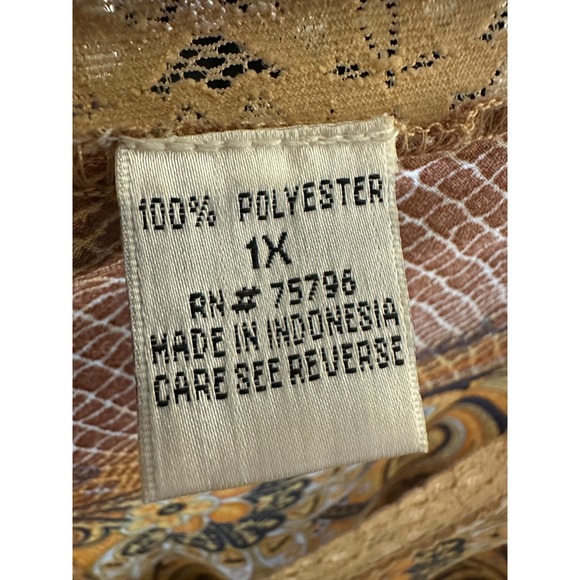 100% POLYESTER
1X
RN# 75796
MADE IN INDONESIA
CARE SEE REVERSE